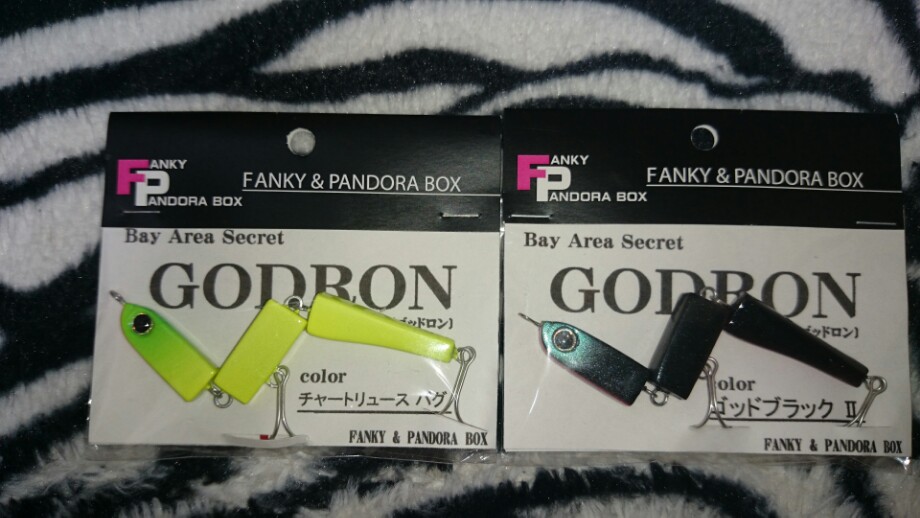 FANKY
PANDORA BOX
FANKY & PANDORA BOX
Bay Area Secret
GODRON
color
チャートリュース バグ
FANKY & PANDORA BOX
FANKY
PANDORA BOX
FANKY & PANDORA BOX
Bay Area Secret
GODRON
ゴッドブラック Ⅱ
FANKY & PANDORA BOX